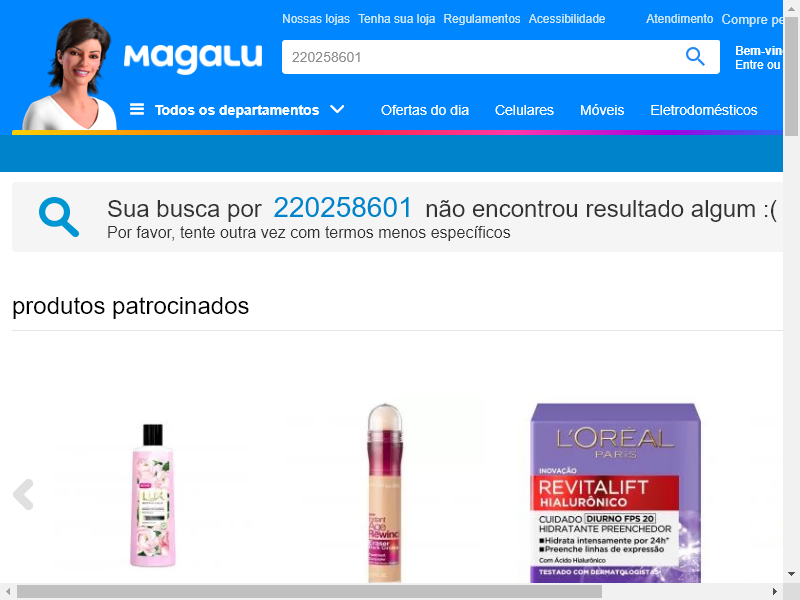 Nossas lojas Tenha sua loja Regulamentos Acessibilidade Atendimento Compre pe
Magalu
220258601
Bem-vin
Entre ou
Todos os departamentos Ofertas do dia Celulares Móveis Eletrodomésticos
Sua busca por 220258601 não encontrou resultado algum :(
Por favor, tente outra vez com termos menos específicos
produtos patrocinados
LUX
Age
Rewind
Eraser
L'ORÉAL
PARIS
INOVAÇÃO
REVITALIFT
HIALURÔNICO
CUIDADO DIURNO FPS 20
HIDRATANTE PREENCHEDOR
Hidrata intensamente por 24h*
Preenche linhas de expressão
Com Ácido Hialurônico
TESTADO COM DERMATOLOGISTAS